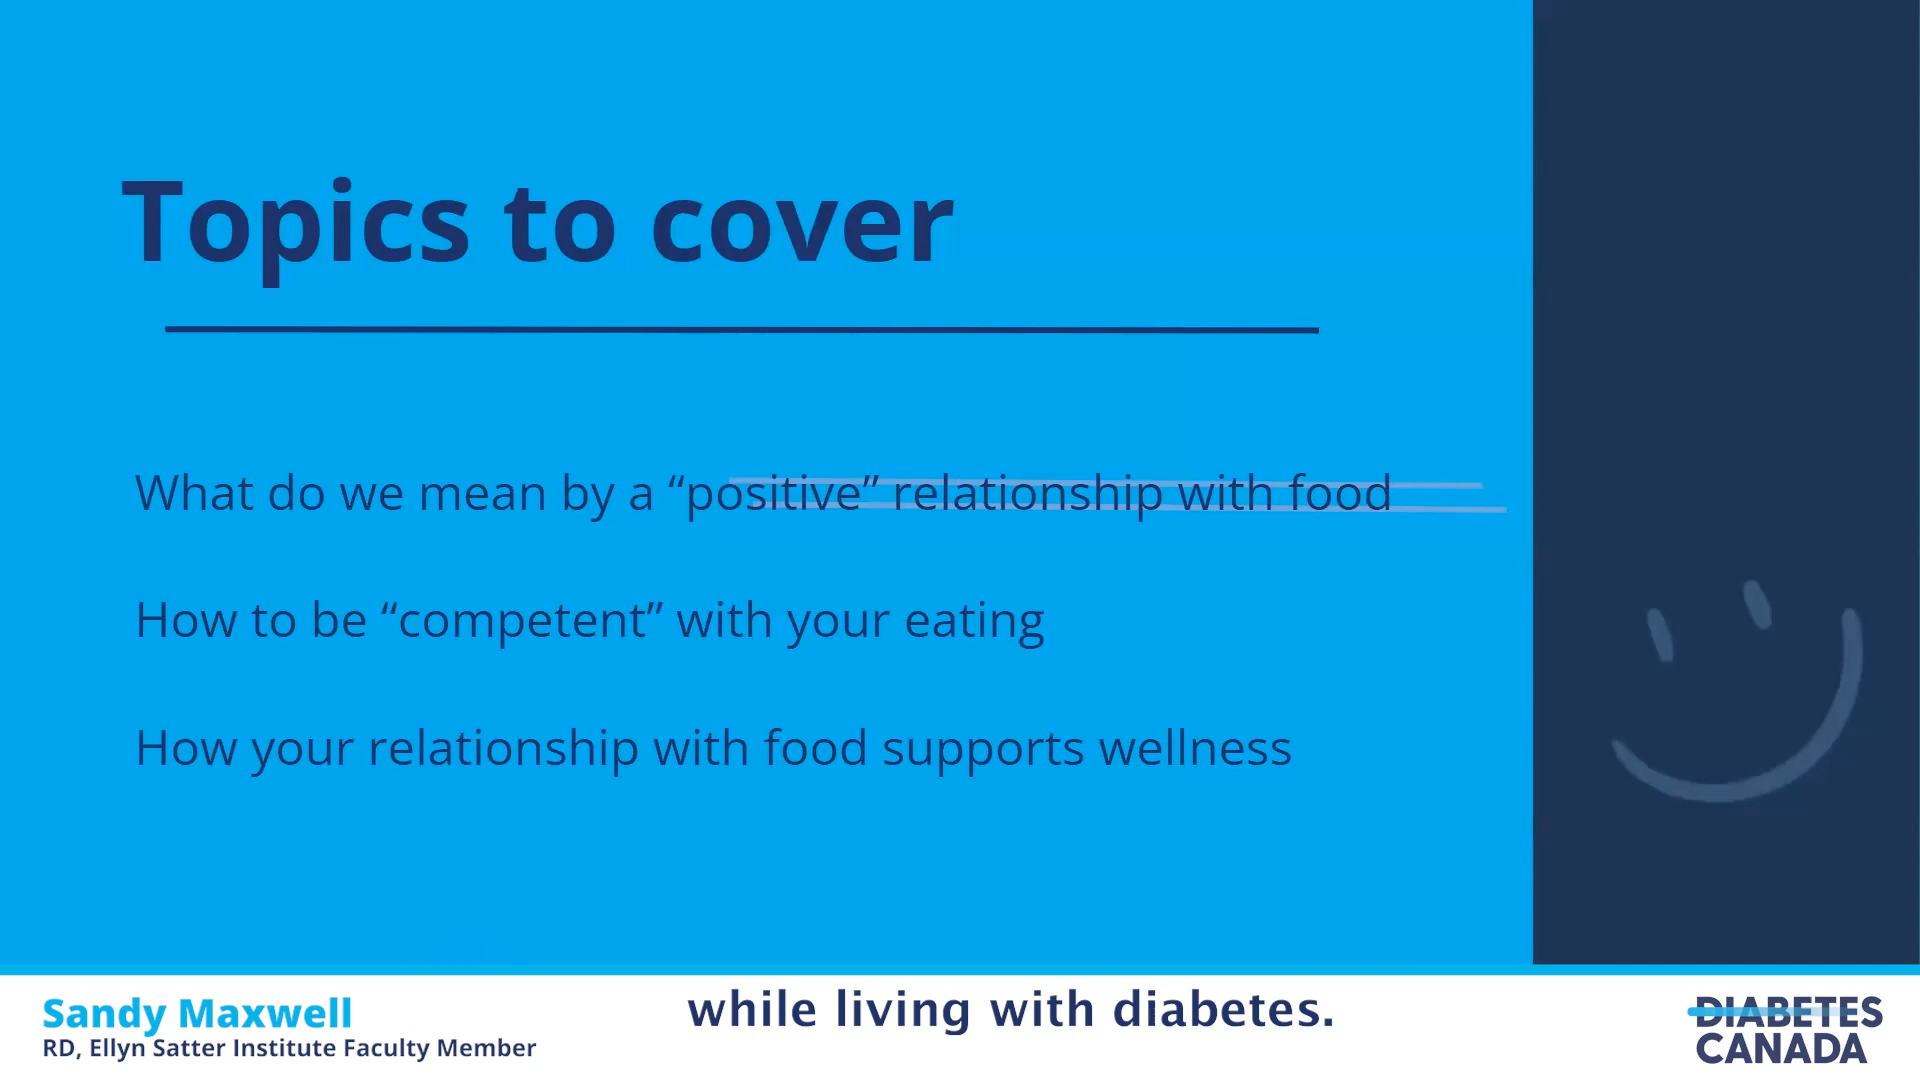 Topics to cover
What do we mean by a “positive” relationship with food
How to be “competent” with your eating
How your relationship with food supports wellness
Sandy Maxwell
RD, Ellyn Satter Institute Faculty Member
while living with diabetes.
DIABETES
CANADA